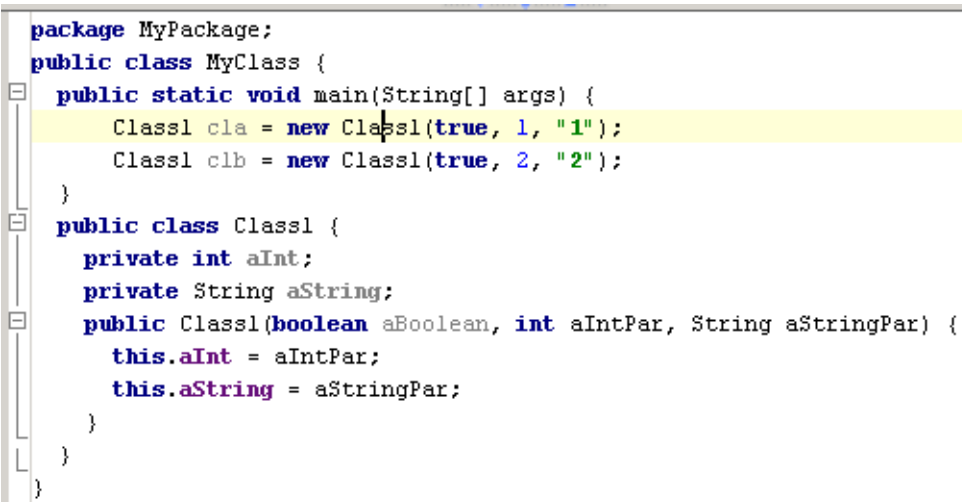 package MyPackage;
public class MyClass {
public static void main(String[] args) {
Class1 cla = new Class1(true, 1, "1");
Class1 clb = new Class1(true, 2, "2");
}
public class Class1 {
private int aInt;
private String aString;
public Class1(boolean aBoolean, int aIntPar, String aStringPar) {
this.aInt = aIntPar;
this.aString = aStringPar;
}
}
}